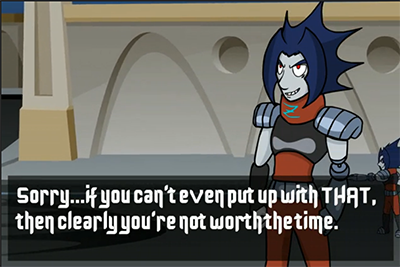 Sorry...if you can't even put up with THAT,
then clearly you're not worth the time.